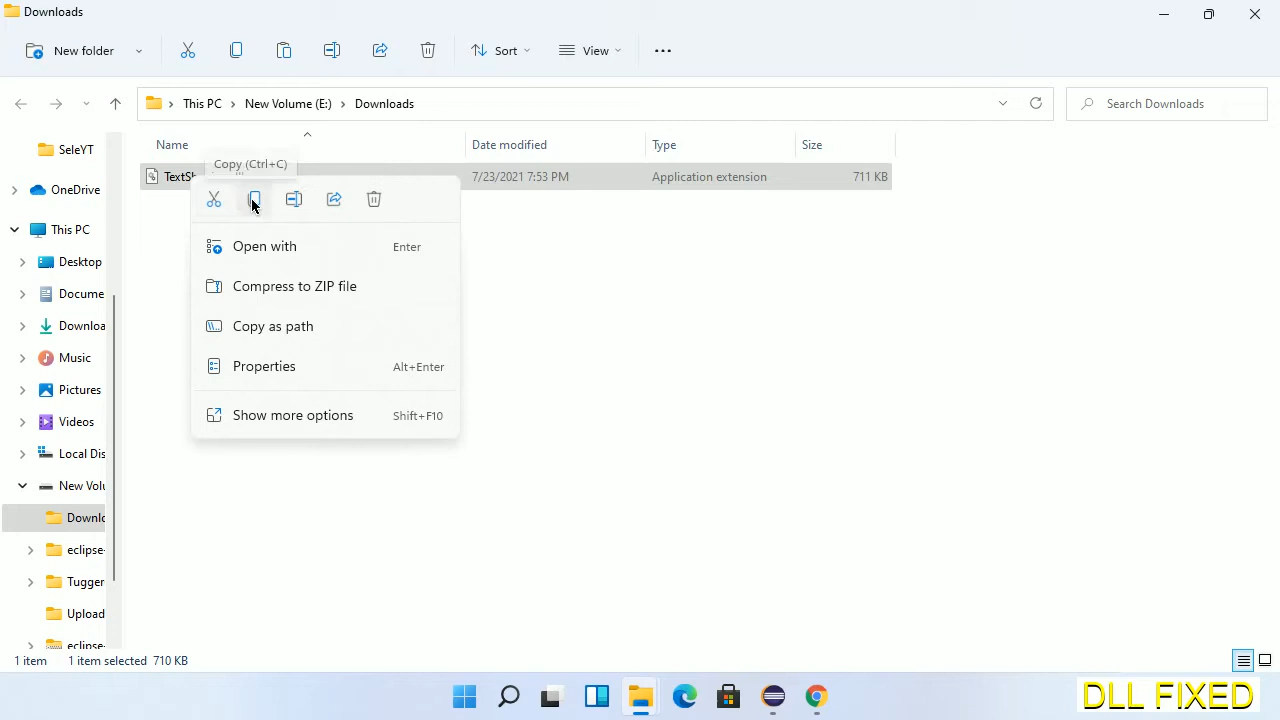 Downloads
New folder
Sort
View
This PC
New Volume (E:)
Downloads
Search Downloads
Name
Date modified
Type
Size
Copy (Ctrl+C)
7/23/2021 7:53 PM
Application extension
711 KB
Open with
Enter
Compress to ZIP file
Copy as path
Properties
Alt+Enter
Show more options
Shift+F10
SeleYT
OneDrive
This PC
Desktop
Docume
Downloa
Music
Pictures
Videos
Local Dis
New Volu
Downlo
eclipse-
Tugger
Upload
eclipse-
1 item
1 item selected 710 KB
DLL FIXED